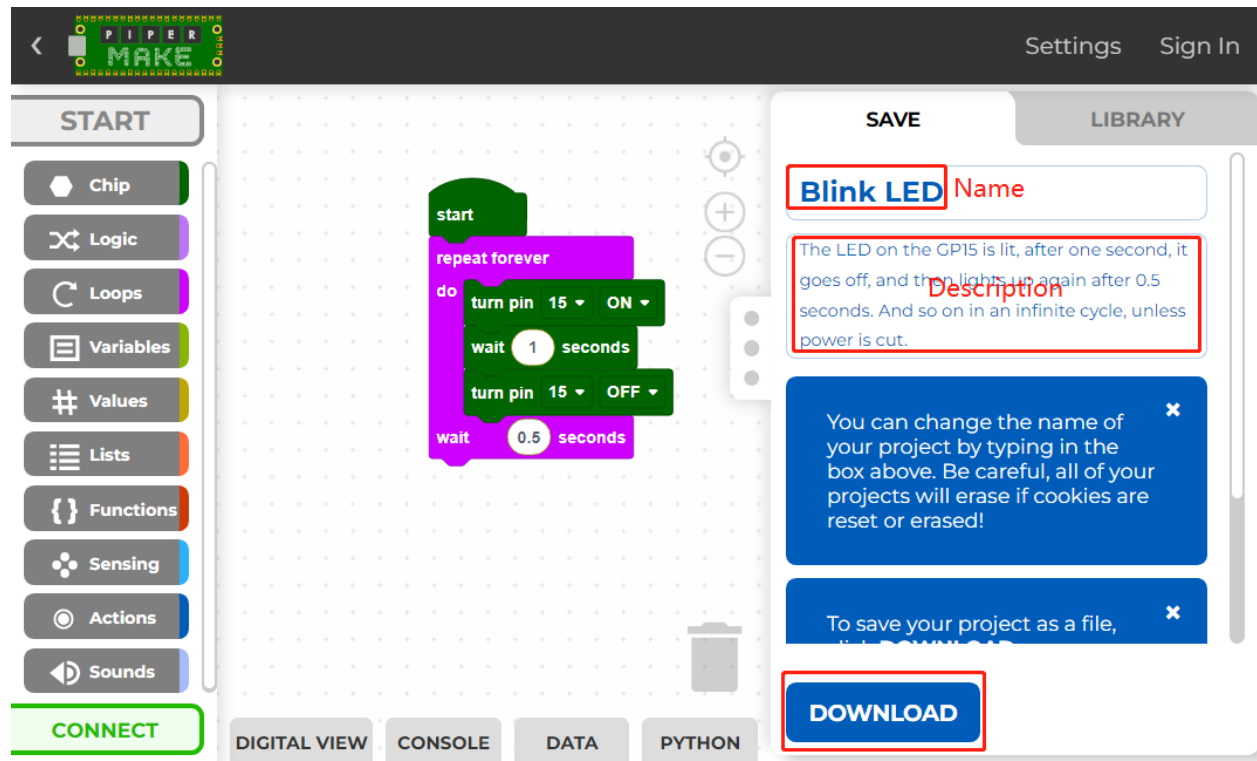 PIPER
MAKE
Settings
Sign In
START
Chip
Logic
Loops
Variables
Values
Lists
Functions
Sensing
Actions
Sounds
CONNECT
start
repeat forever
do
turn pin 15 ON
wait 1 seconds
turn pin 15 OFF
wait 0.5 seconds
DIGITAL VIEW
CONSOLE
DATA
PYTHON
SAVE
LIBRARY
Blink LED Name
The LED on the GP15 is lit, after one second, it
goes off, and then lights up again after 0.5
Description
seconds. And so on in an infinite cycle, unless
power is cut.
You can change the name of
your project by typing in the
box above. Be careful, all of your
projects will erase if cookies are
reset or erased!
To save your project as a file,
click DOWNLOAD
DOWNLOAD